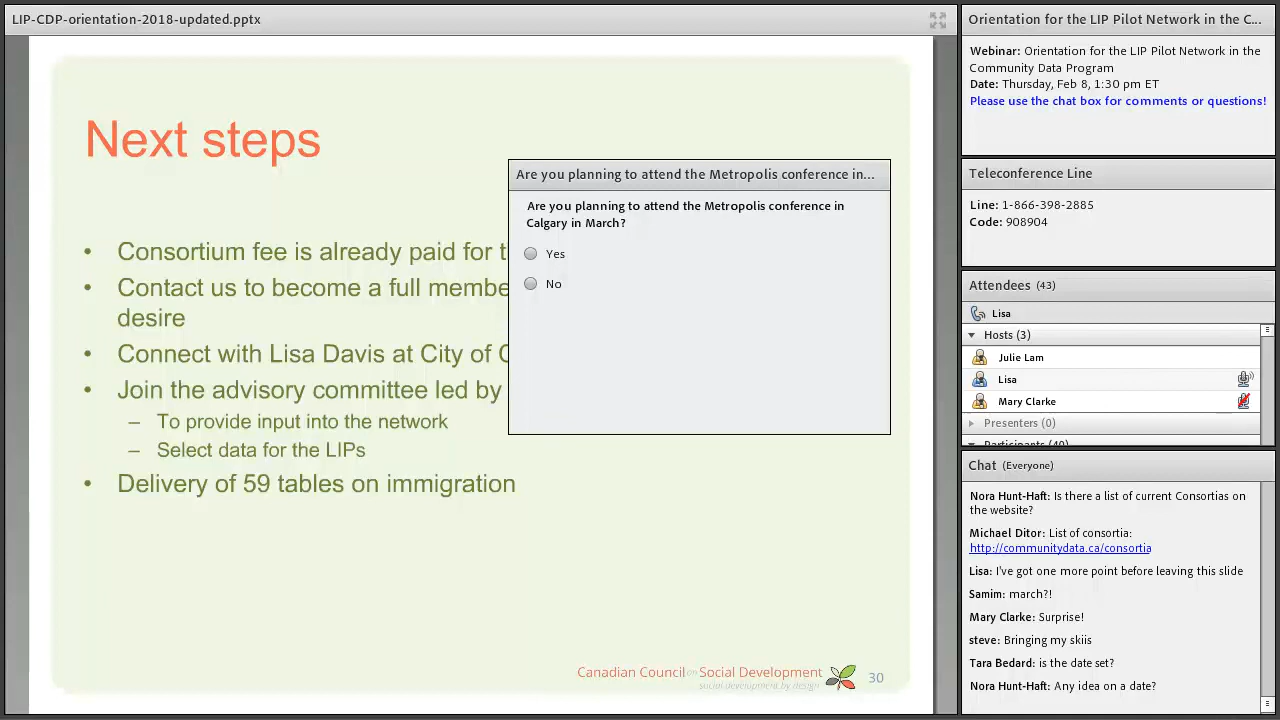 LIP-CDP-orientation-2018-updated.pptx
Next steps
• Consortium fee is already paid for t
• Contact us to become a full membe
desire
• Connect with Lisa Davis at City of C
• Join the advisory committee led by
– To provide input into the network
– Select data for the LIPs
• Delivery of 59 tables on immigration
Canadian Council on Social Development
social development by design
30
Are you planning to attend the Metropolis conference in...
Are you planning to attend the Metropolis conference in
Calgary in March?
Yes
No
Orientation for the LIP Pilot Network in the C...
Webinar: Orientation for the LIP Pilot Network in the
Community Data Program
Date: Thursday, Feb 8, 1:30 pm ET
Please use the chat box for comments or questions!
Teleconference Line
Line: 1-866-398-2885
Code: 908904
Attendees (43)
Lisa
Hosts (3)
Julie Lam
Lisa
Mary Clarke
Presenters (0)
Participants (40)
Chat (Everyone)
Nora Hunt-Haft: Is there a list of current Consortias on
the website?
Michael Ditor: List of consortia:
http://communitydata.ca/consortia
Lisa: I've got one more point before leaving this slide
Samim: march?!
Mary Clarke: Surprise!
steve: Bringing my skiis
Tara Bedard: is the date set?
Nora Hunt-Haft: Any idea on a date?